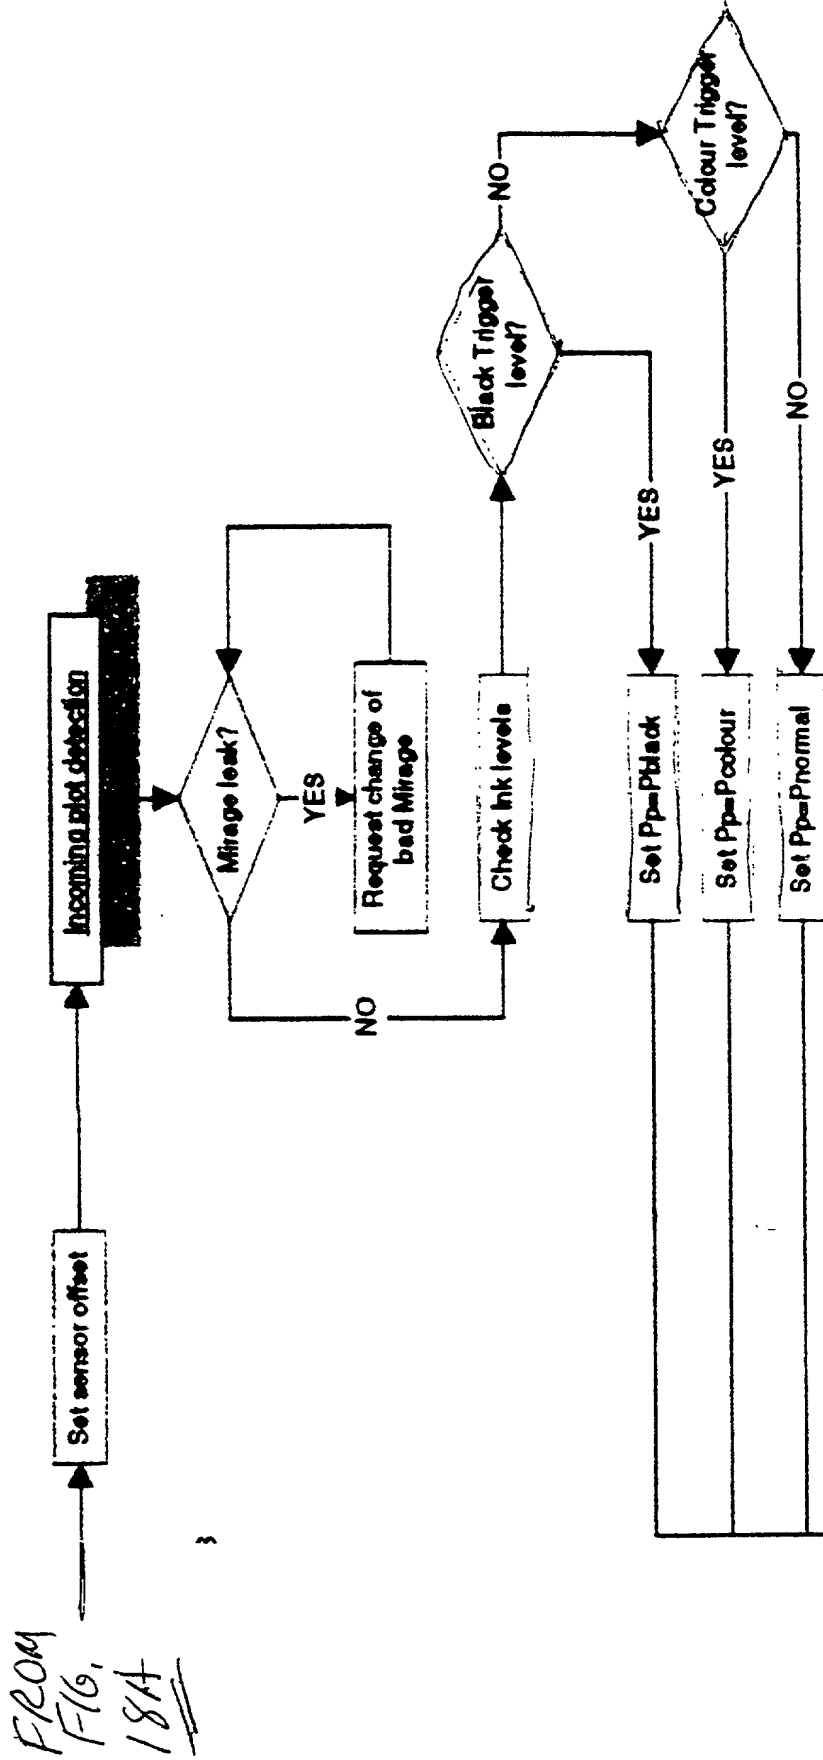 FROM
FIG.
18A
Set sensor offset
Incoming plot detection
Mirage leak?
YES
Request change of
bad Mirage
NO
Check ink levels
Black Trigger
level?
NO
YES
Colour Trigger
level?
YES
NO
Set Pp=Pblack
Set Pp=Pcolour
Set Pp=Pnormal